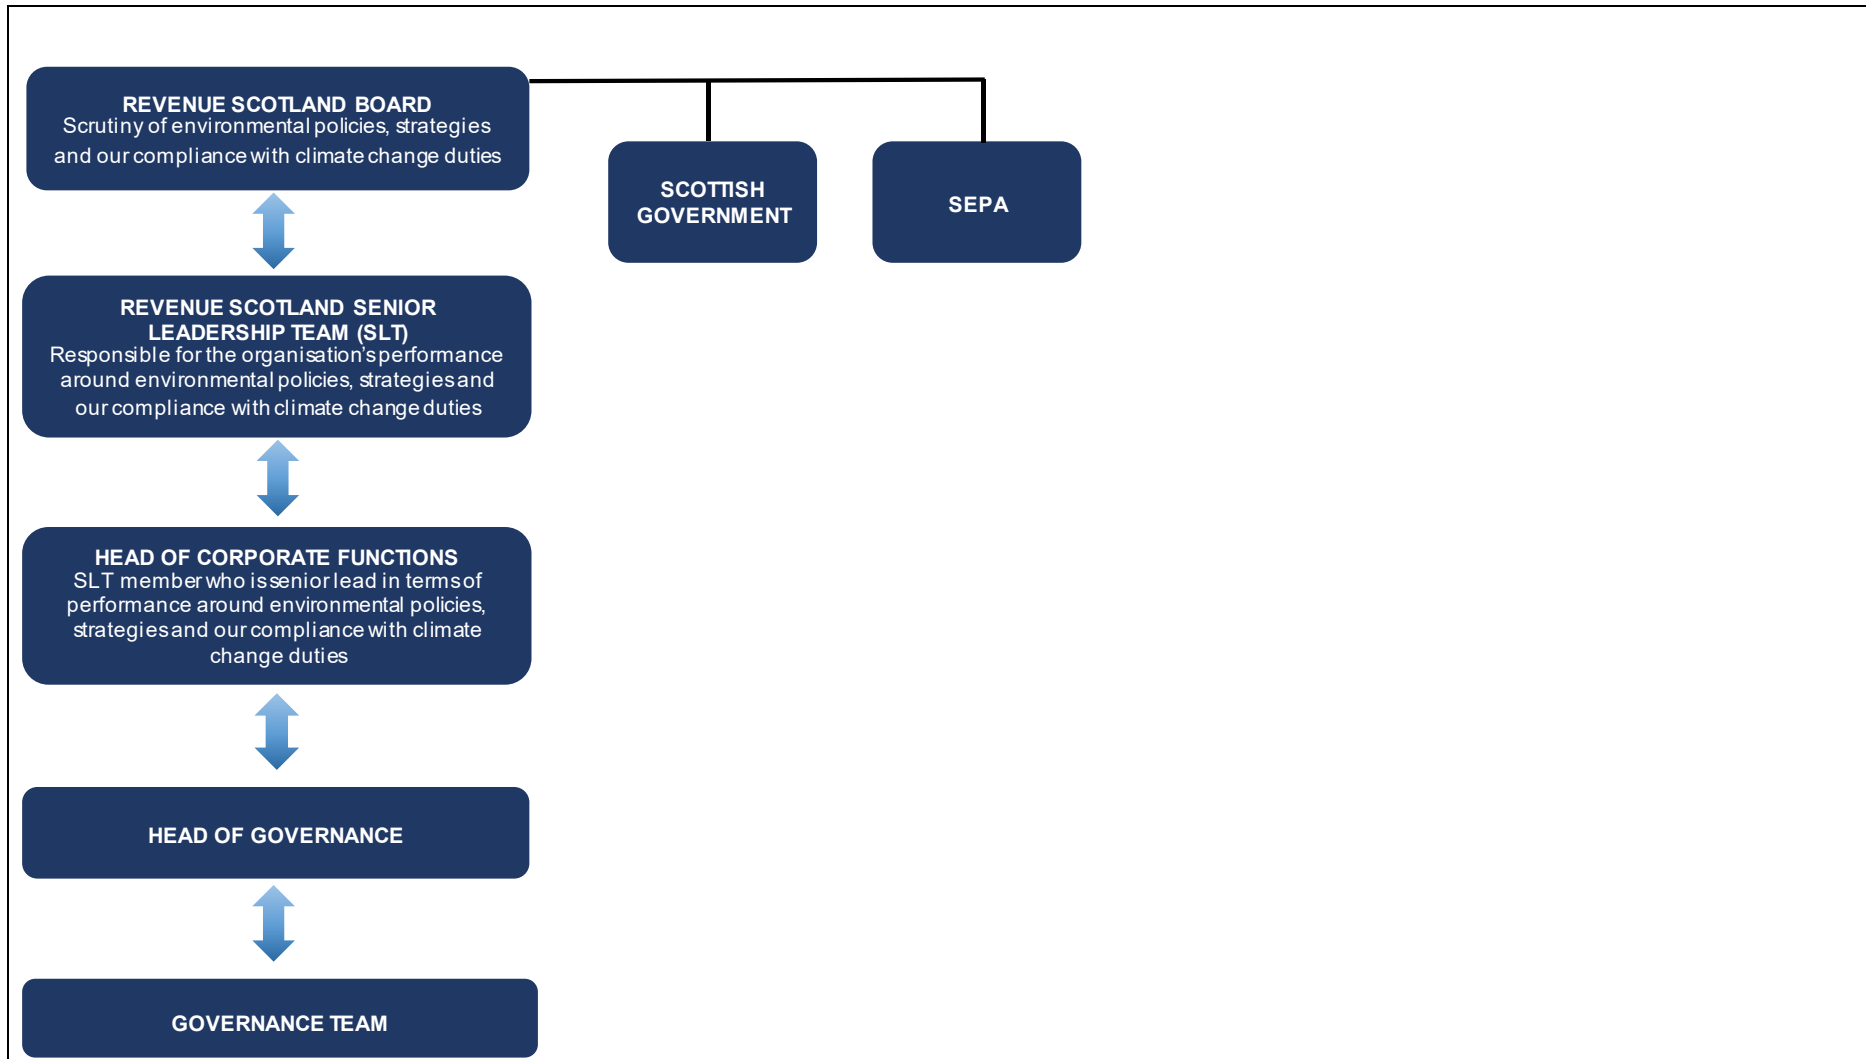 REVENUE SCOTLAND BOARD
Scrutiny of environmental policies, strategies
and our compliance with climate change duties
SCOTTISH
GOVERNMENT
SEPA
REVENUE SCOTLAND SENIOR
LEADERSHIP TEAM (SLT)
Responsible for the organisation's performance
around environmental policies, strategies and
our compliance with climate change duties
HEAD OF CORPORATE FUNCTIONS
SLT member who is senior lead in terms of
performance around environmental policies,
strategies and our compliance with climate
change duties
HEAD OF GOVERNANCE
GOVERNANCE TEAM